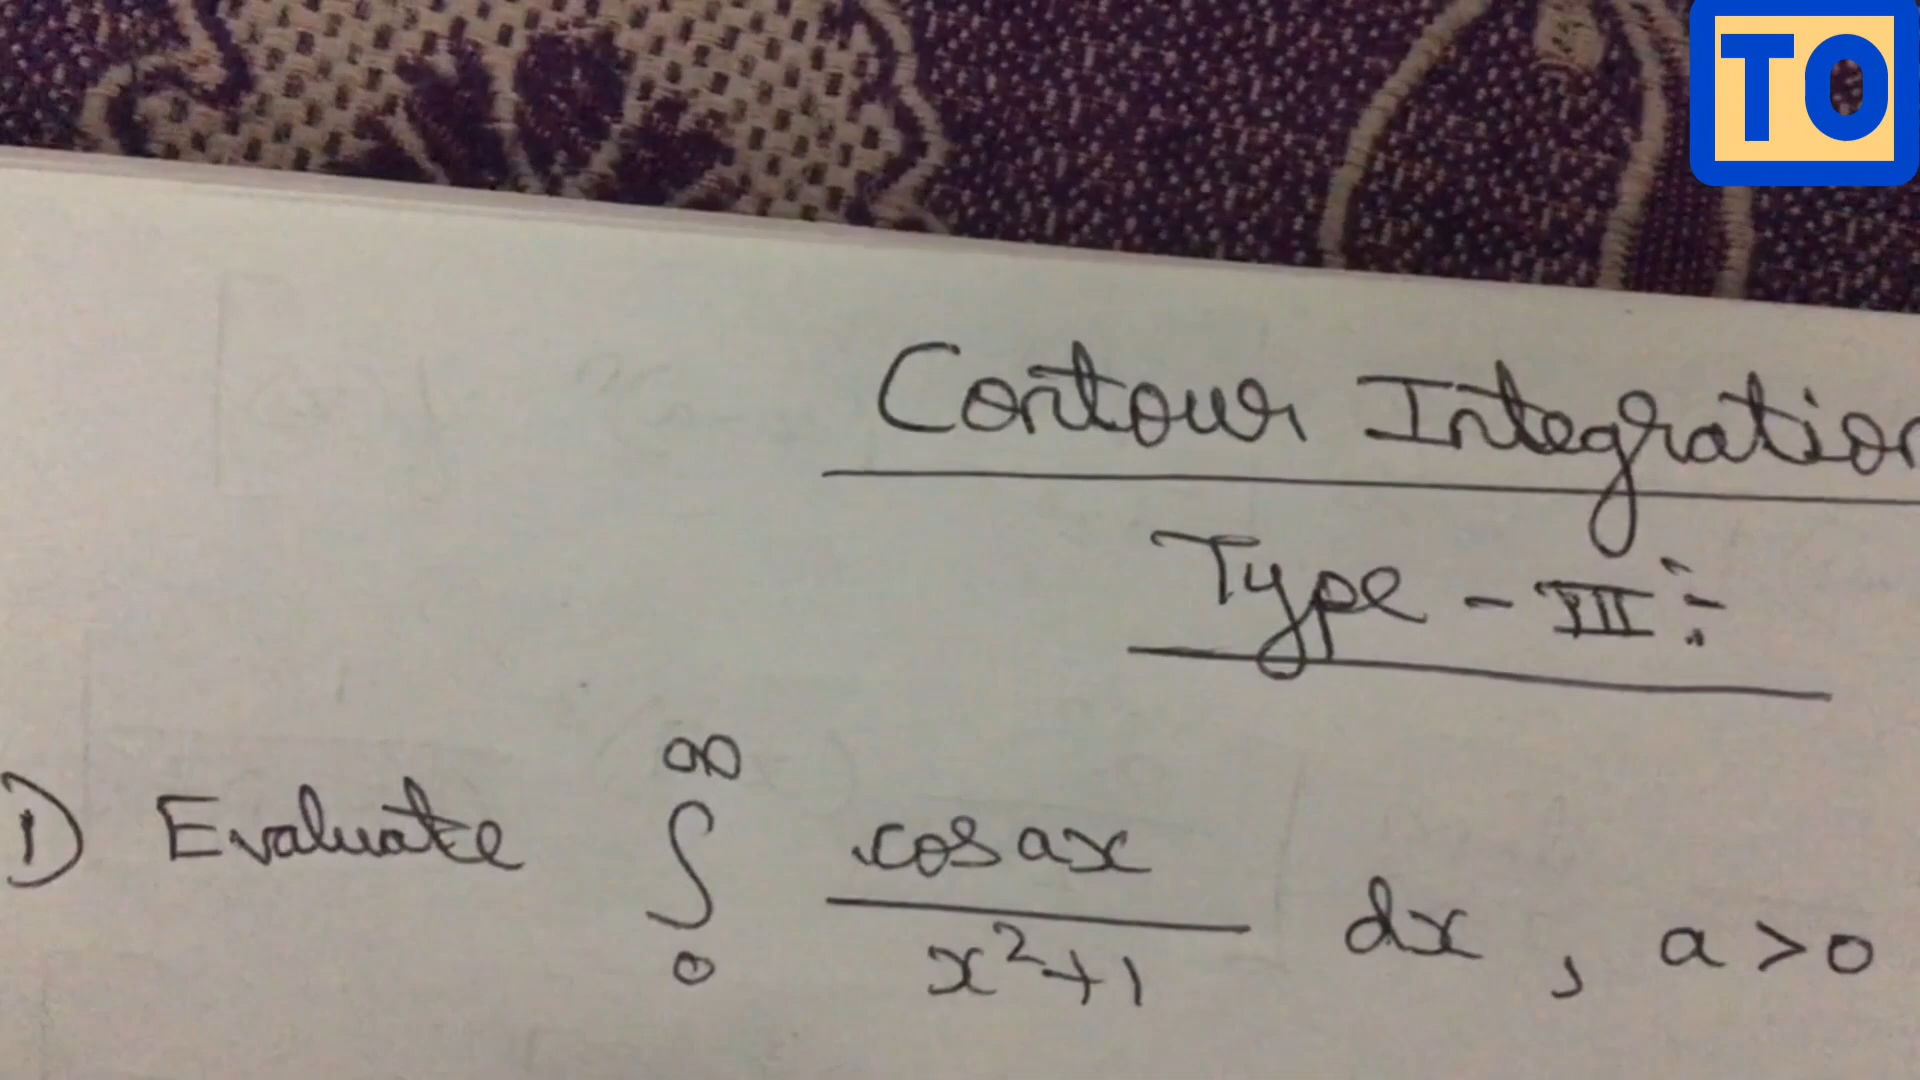 TO
Contour Integration
Type - III :-
1) Evaluate ∫₀^∞ cos ax / x²+1 dx , a > 0